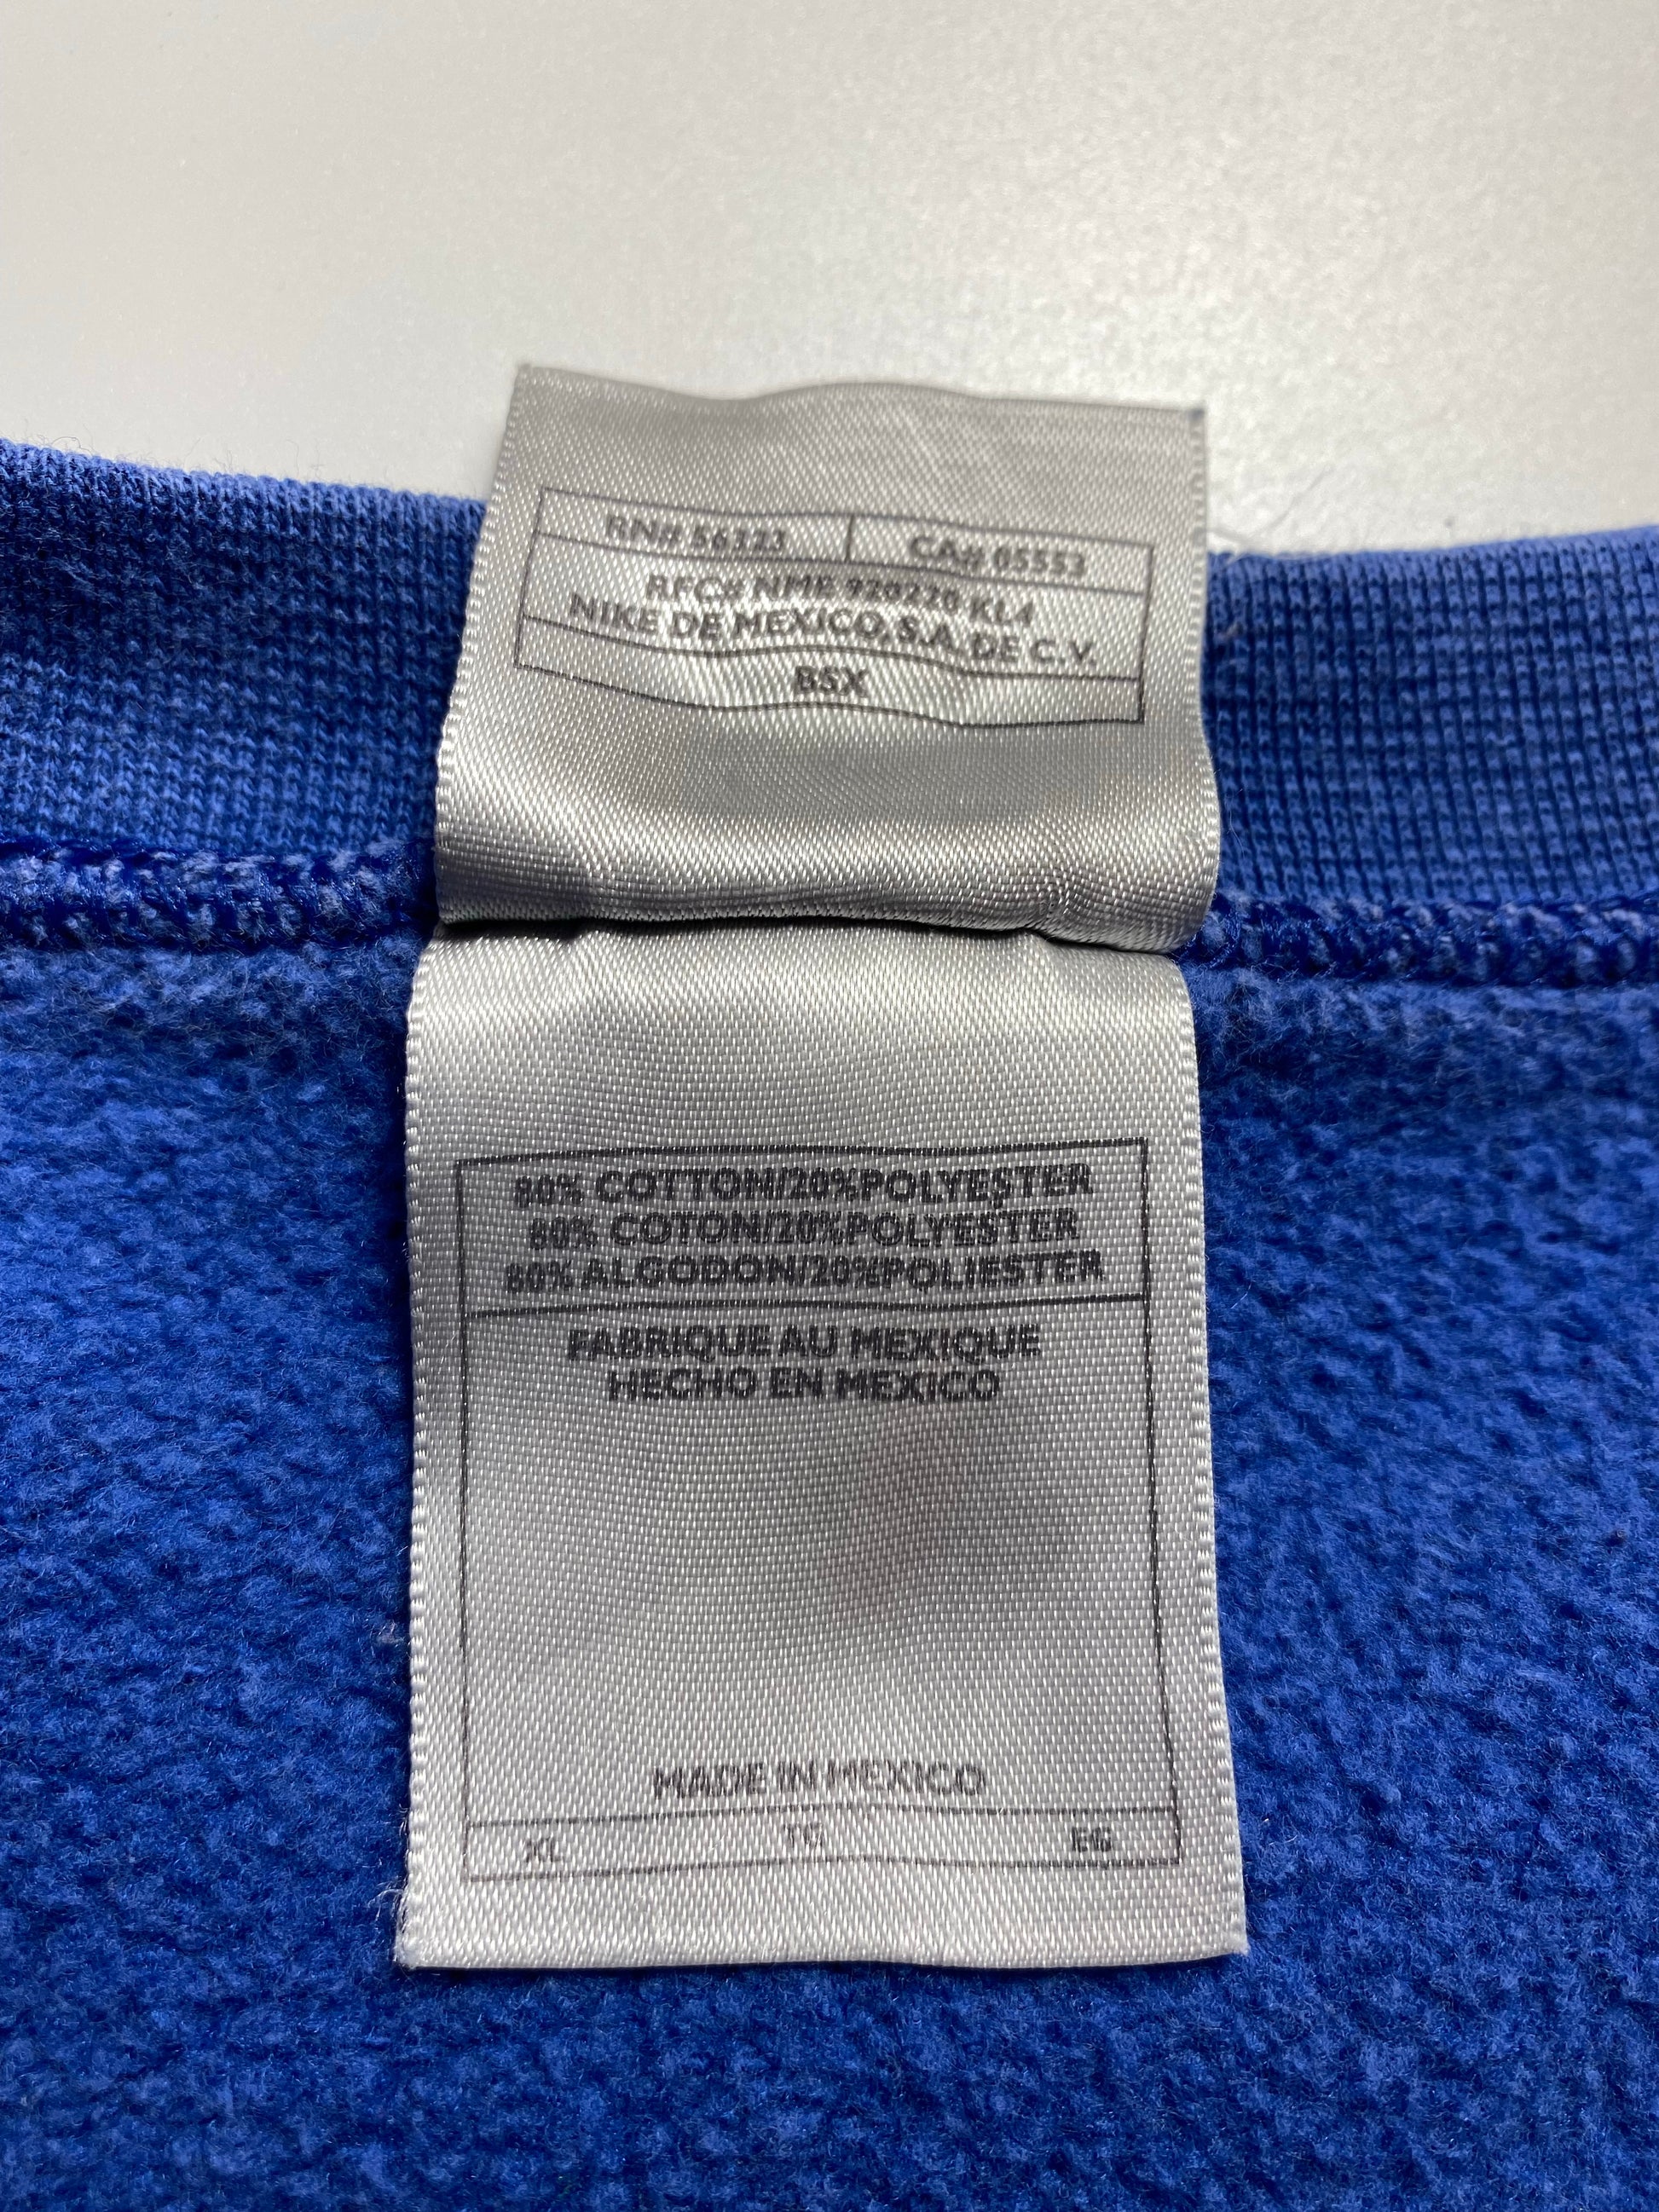 RN# 56323 CA# 05553
RFC# NME 920220 KL4
NIKE DE MEXICO, S.A. DE C.V.
BSX
80% COTTON/20%POLYESTER
80% COTON/20%POLYESTER
80% ALGODON/20%POLIESTER
FABRIQUE AU MEXIQUE
HECHO EN MEXICO
MADE IN MEXICO
XL TG EG